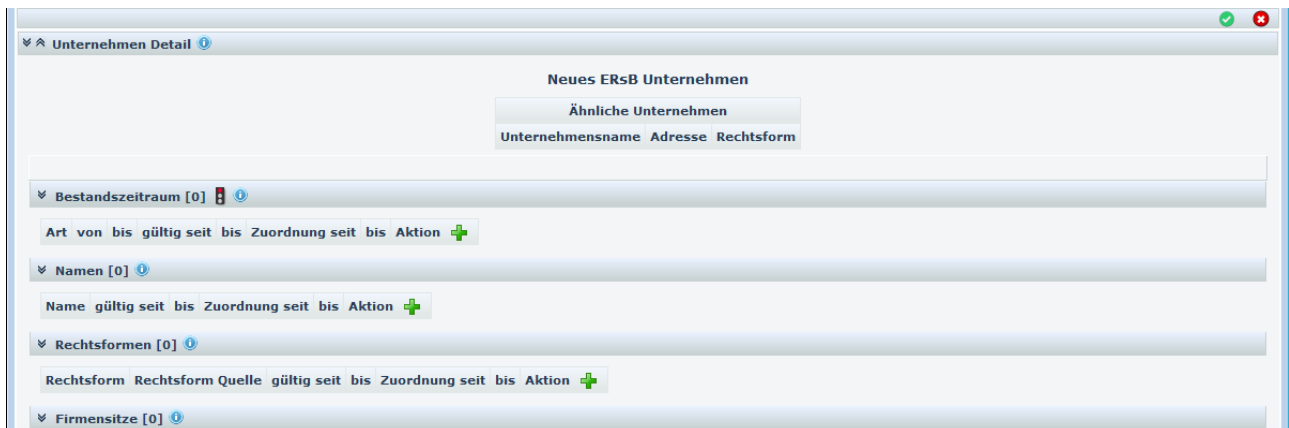 Unternehmen Detail
Neues ERsB Unternehmen
Ähnliche Unternehmen
Unternehmensname Adresse Rechtsform
Bestandszeitraum [0]
Art von bis gültig seit bis Zuordnung seit bis Aktion
Namen [0]
Name gültig seit bis Zuordnung seit bis Aktion
Rechtsformen [0]
Rechtsform Rechtsform Quelle gültig seit bis Zuordnung seit bis Aktion
Firmensitze [0]